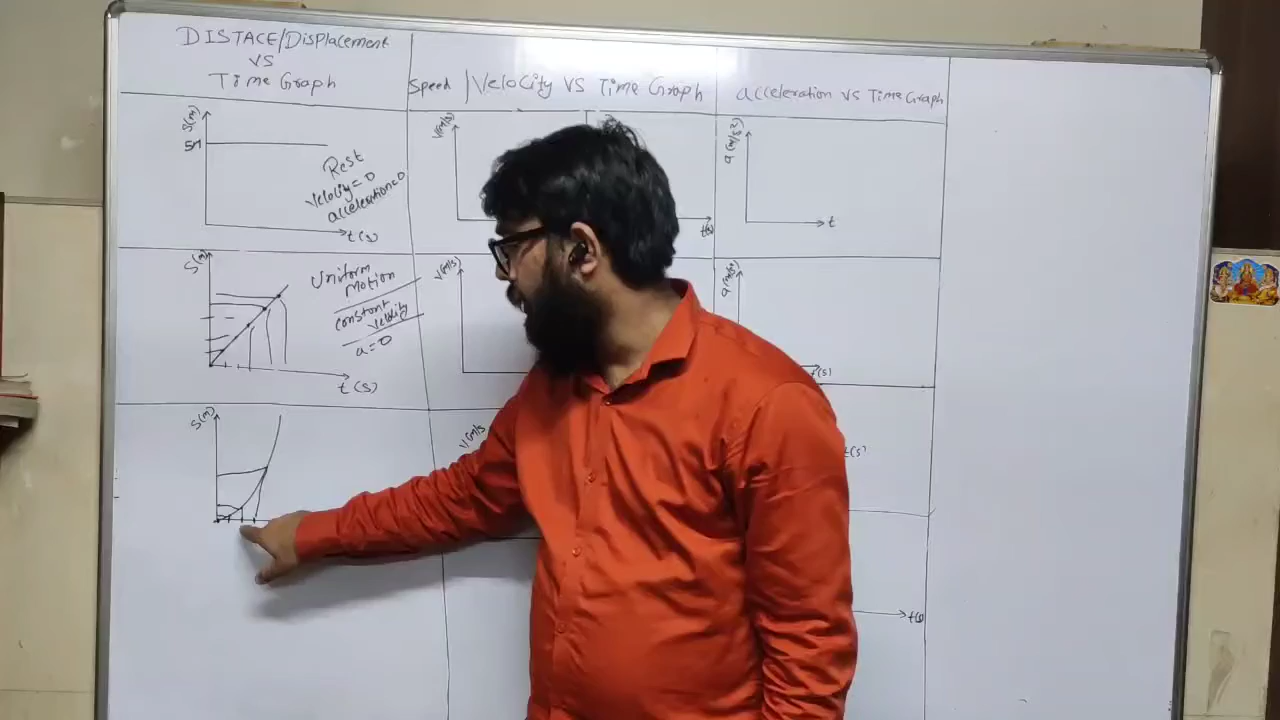 DISTACE/Displacement
VS
Time Graph
Speed /Velocity VS Time Graph
acceleration VS Time Graph
S(m)
5m
Rest
Velocity=0
acceleration=0
t(s)
V(m/s)
t(s)
a(m/s²)
t
S(m)
Uniform
Motion
Constant
Velocity
a=0
t(s)
V(m/s)
t(s)
S(m)
V(m/s
t(s)
t(s)